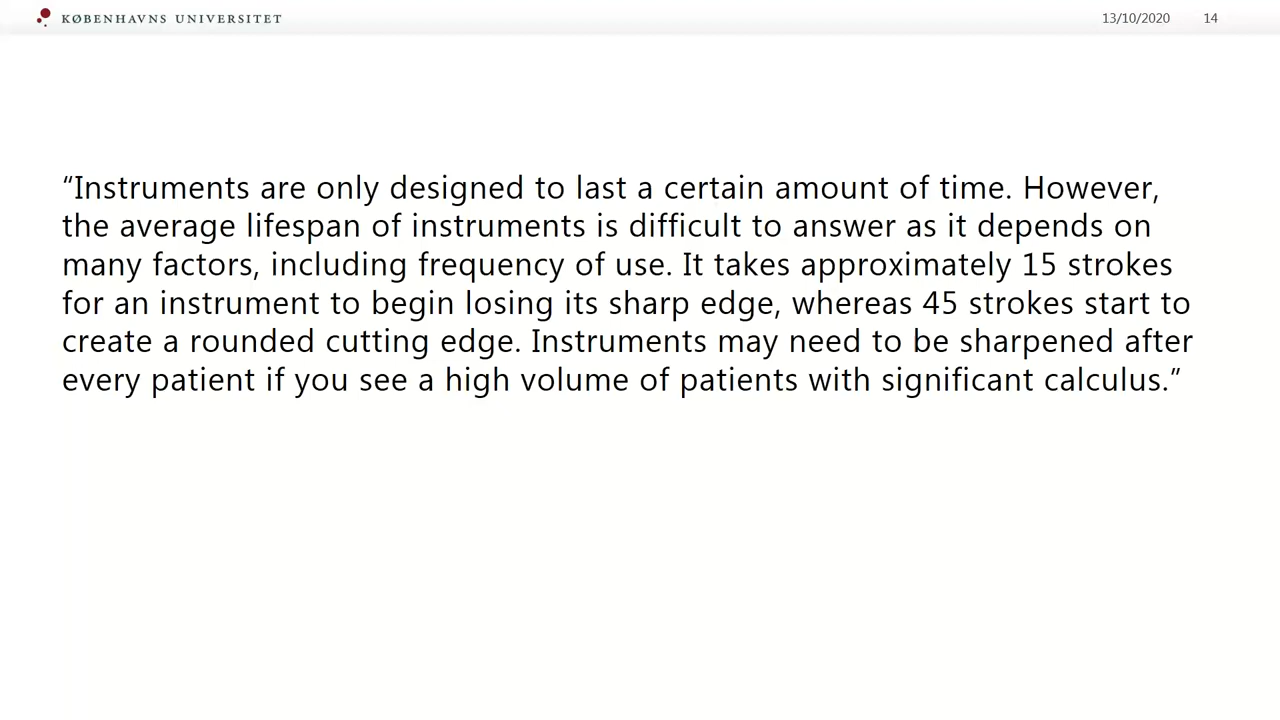 KØBENHAVNS UNIVERSITET
13/10/2020 14
“Instruments are only designed to last a certain amount of time. However,
the average lifespan of instruments is difficult to answer as it depends on
many factors, including frequency of use. It takes approximately 15 strokes
for an instrument to begin losing its sharp edge, whereas 45 strokes start to
create a rounded cutting edge. Instruments may need to be sharpened after
every patient if you see a high volume of patients with significant calculus.”